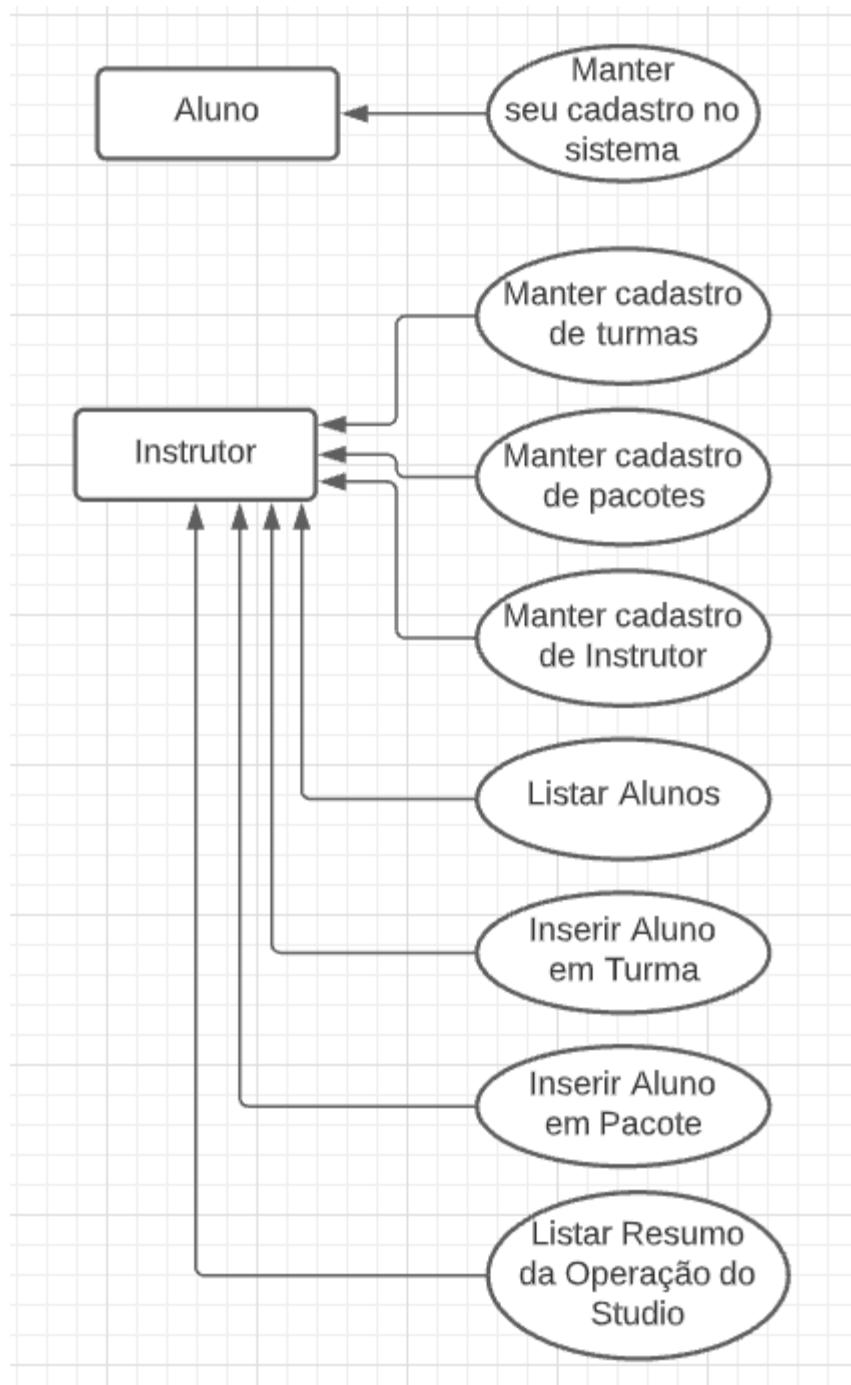 Aluno
Manter
seu cadastro no
sistema
Manter cadastro
de turmas
Instrutor
Manter cadastro
de pacotes
Manter cadastro
de Instrutor
Listar Alunos
Inserir Aluno
em Turma
Inserir Aluno
em Pacote
Listar Resumo
da Operação do
Studio